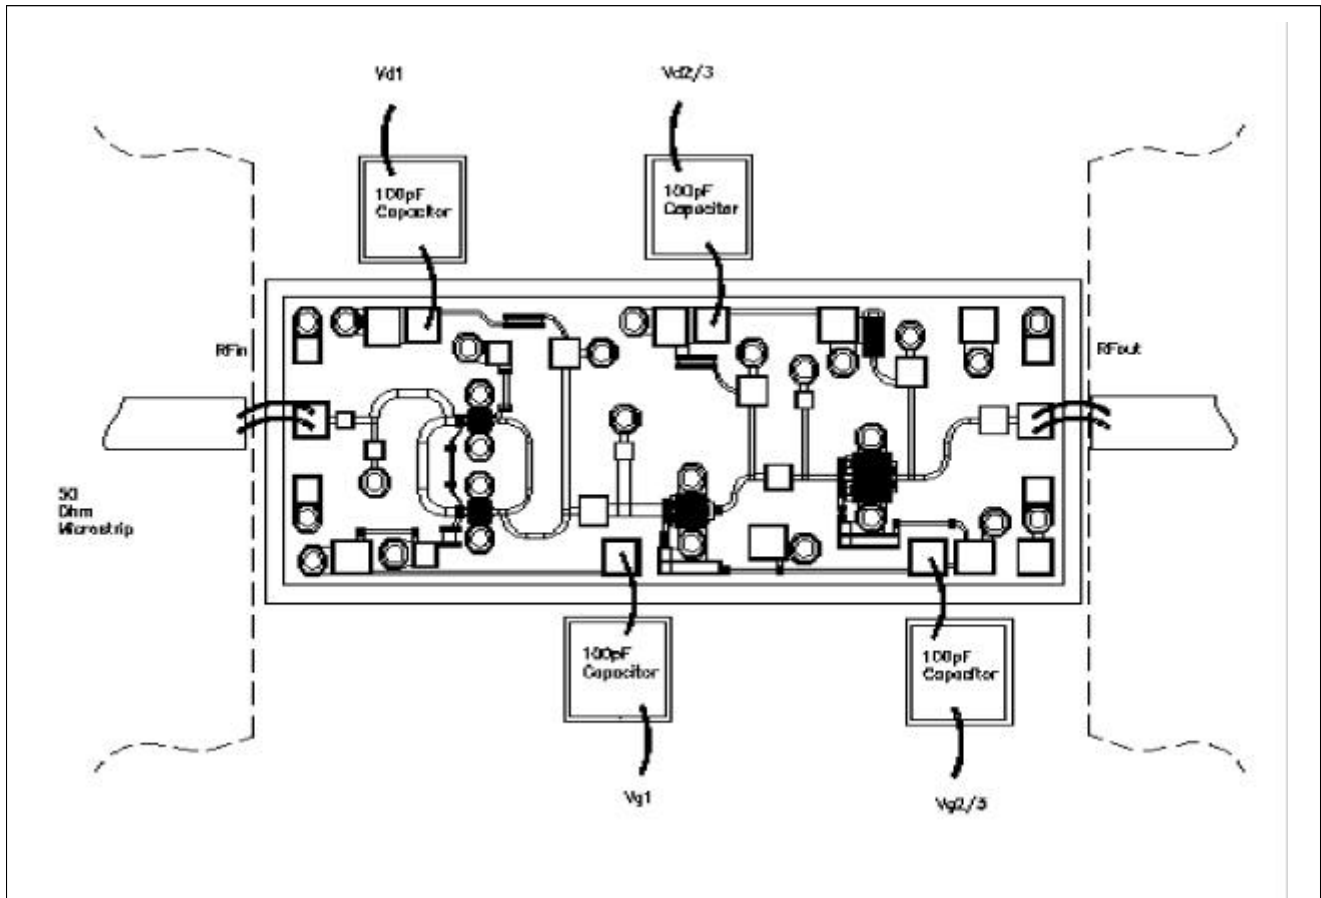 Vd1
Vd2/3
100pF
Capacitor
100pF
Capacitor
RFin
RFout
50
Ohm
Microstrip
100pF
Capacitor
100pF
Capacitor
Vg1
Vg2/3